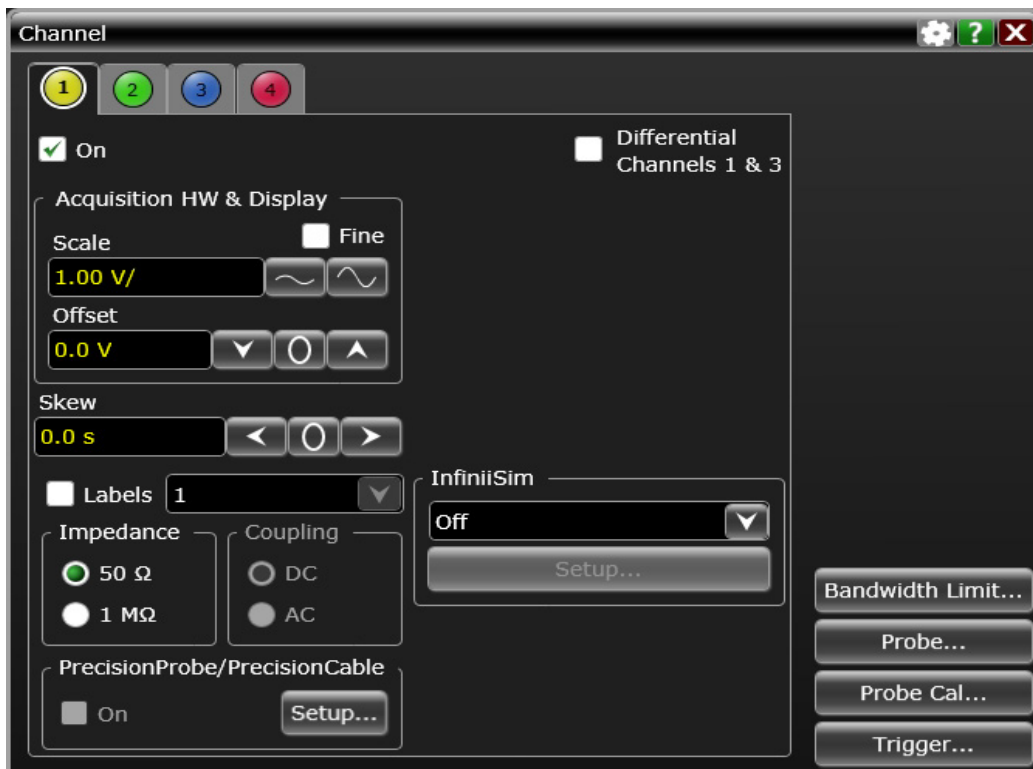 Channel
?
1 2 3 4
On
Differential
Channels 1 & 3
Acquisition HW & Display
Scale
Fine
1.00 V/
Offset
0.0 V
Skew
0.0 s
Labels 1
Impedance
50 Ω
1 MΩ
Coupling
DC
AC
InfiniiSim
Off
Setup...
PrecisionProbe/PrecisionCable
On
Setup...
Bandwidth Limit...
Probe...
Probe Cal...
Trigger...